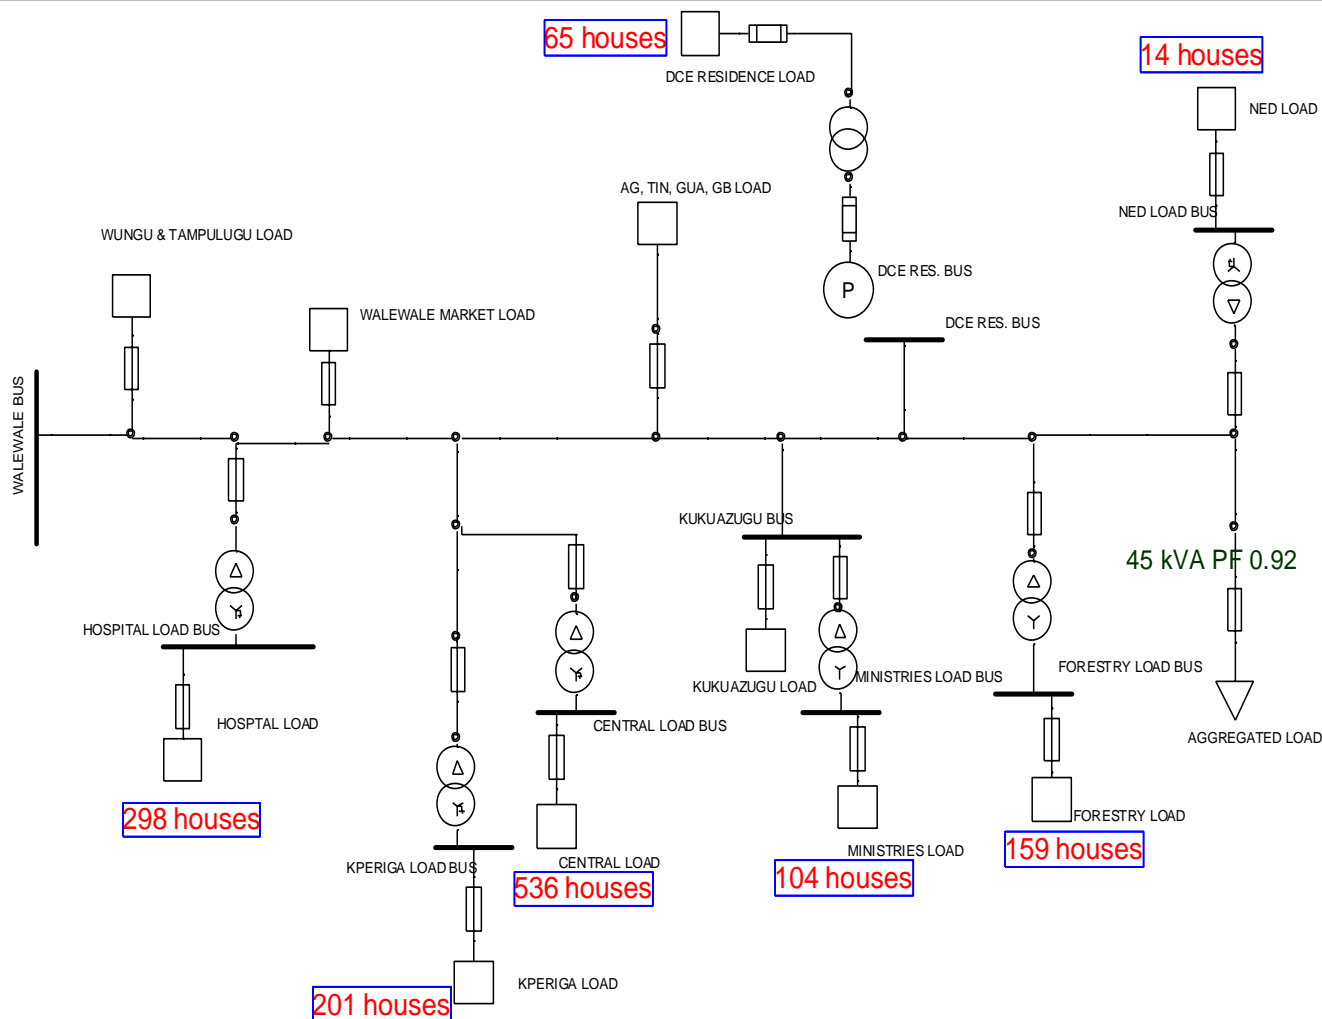 65 houses
14 houses
DCE RESIDENCE LOAD
NED LOAD
AG, TIN, GUA, GB LOAD
NED LOAD BUS
WUNGU & TAMPULUGU LOAD
DCE RES. BUS
P
WALEWALE MARKET LOAD
DCE RES. BUS
WALEWALE BUS
KUKUAZUGU BUS
45 kVA PF 0.92
HOSPITAL LOAD BUS
KUKUAZUGU LOAD
MINISTRIES LOAD BUS
FORESTRY LOAD BUS
HOSPTAL LOAD
CENTRAL LOAD BUS
AGGREGATED LOAD
298 houses
FORESTRY LOAD
MINISTRIES LOAD
159 houses
KPERIGA LOAD BUS
CENTRAL LOAD
536 houses
104 houses
KPERIGA LOAD
201 houses